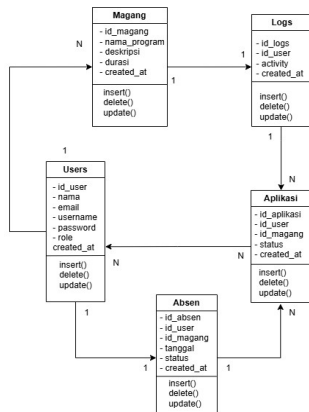 Magang
- id_magang
- nama_program
- deskripsi
- durasi
- created_at
insert()
delete()
update()
Logs
- id_logs
- id_user
- activity
- created_at
insert()
delete()
update()
N
1
1
1
N
1
Users
- id_user
- nama
- email
- username
- password
- role
created_at
insert()
delete()
update()
Aplikasi
- id_aplikasi
- id_user
- id_magang
- status
- created_at
insert()
delete()
update()
N
N
N
1
1
1
Absen
- id_absen
- id_user
- id_magang
- tanggal
- status
- created_at
insert()
delete()
update()